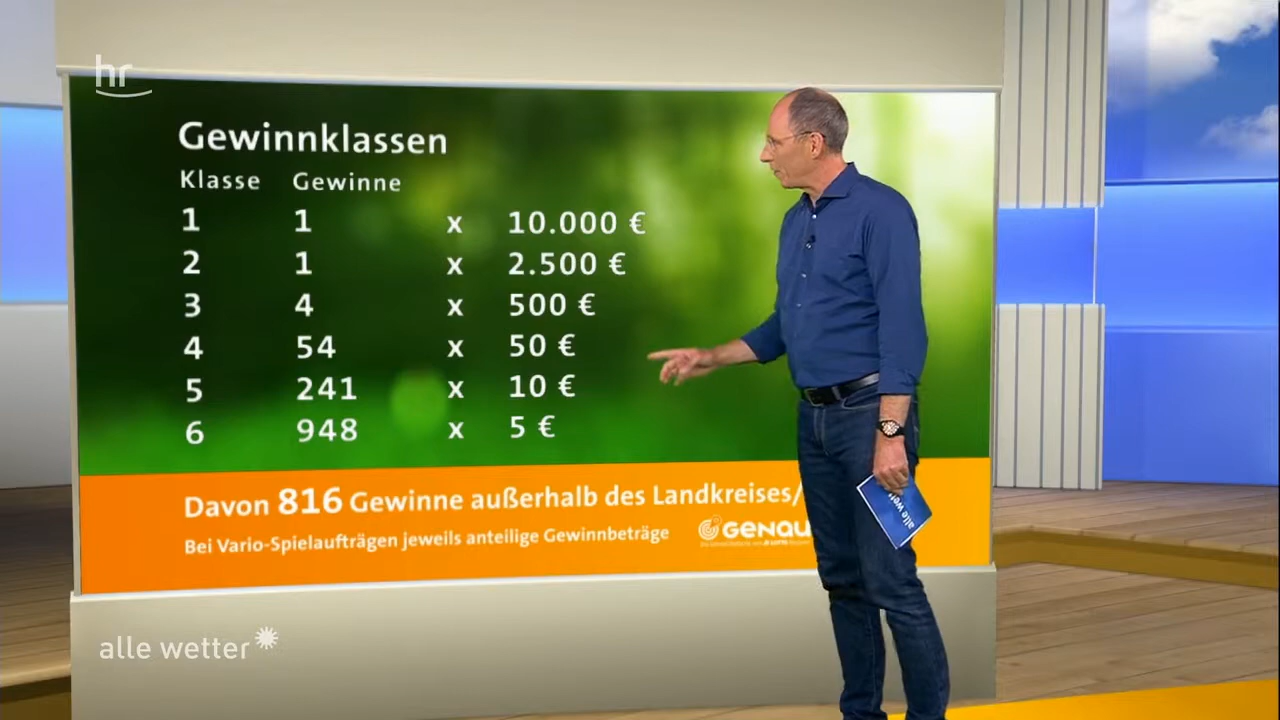 hr
Gewinnklassen
Klasse Gewinne
1 1 x 10.000 €
2 1 x 2.500 €
3 4 x 500 €
4 54 x 50 €
5 241 x 10 €
6 948 x 5 €
Davon 816 Gewinne außerhalb des Landkreises/
Bei Vario-Spielaufträgen jeweils anteilige Gewinnbeträge
GENAU
alle wett
alle wetter